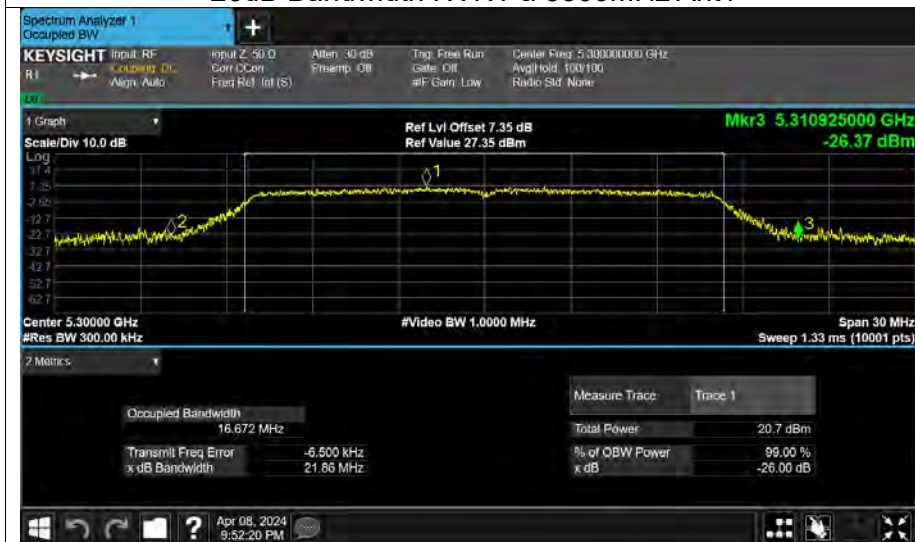 Spectrum Analyzer 1
Occupied BW
+
KEYSIGHT Input: RF Input Z: 50 Ω Atten: 30 dB Trig: Free Run Center Freq: 5.300000000 GHz
Coupling: DC Corr CCorr Preamp: Off Gate: Off Avg|Hold: 100/100
Align: Auto Freq Ref: Int (S) #IF Gain: Low Radio Std: None
1 Graph
Ref Lvl Offset 7.35 dB Mkr3 5.310925000 GHz
Scale/Div 10.0 dB Ref Value 27.35 dBm -26.37 dBm
Log
17.4
7.35
-2.65
-12.7
-22.7
-32.7
-42.7
-52.7
-62.7
1
2
3
Center 5.30000 GHz #Video BW 1.0000 MHz Span 30 MHz
#Res BW 300.00 kHz Sweep 1.33 ms (10001 pts)
2 Metrics
Measure Trace Trace 1
Occupied Bandwidth
16.672 MHz Total Power 20.7 dBm
Transmit Freq Error -6.500 kHz % of OBW Power 99.00 %
x dB Bandwidth 21.86 MHz x dB -26.00 dB
? Apr 08, 2024
9:52:20 PM